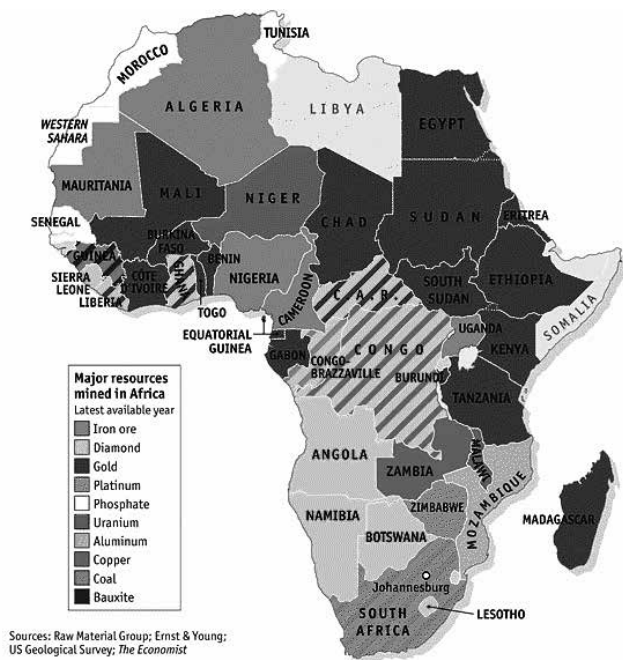 TUNISIA
MOROCCO
ALGERIA
LIBYA
EGYPT
WESTERN
SAHARA
MAURITANIA
MALI
NIGER
CHAD
SUDAN
ERITREA
SENEGAL
BURKINA
FASO
GUINEA
BENIN
NIGERIA
SIERRA
LEONE
CÔTE
D'IVOIRE
GHANA
LIBERIA
TOGO
CAMEROON
C.A.R.
SOUTH
SUDAN
ETHIOPIA
SOMALIA
EQUATORIAL
GUINEA
GABON
CONGO-
BRAZZAVILLE
CONGO
UGANDA
KENYA
BURUNDI
TANZANIA
Major resources
mined in Africa
Latest available year
Iron ore
Diamond
Gold
Platinum
Phosphate
Uranium
Aluminum
Copper
Coal
Bauxite
ANGOLA
ZAMBIA
MALAWI
MOZAMBIQUE
NAMIBIA
ZIMBABWE
BOTSWANA
MADAGASCAR
Johannesburg
SOUTH
AFRICA
LESOTHO
Sources: Raw Material Group; Ernst & Young;
US Geological Survey; The Economist